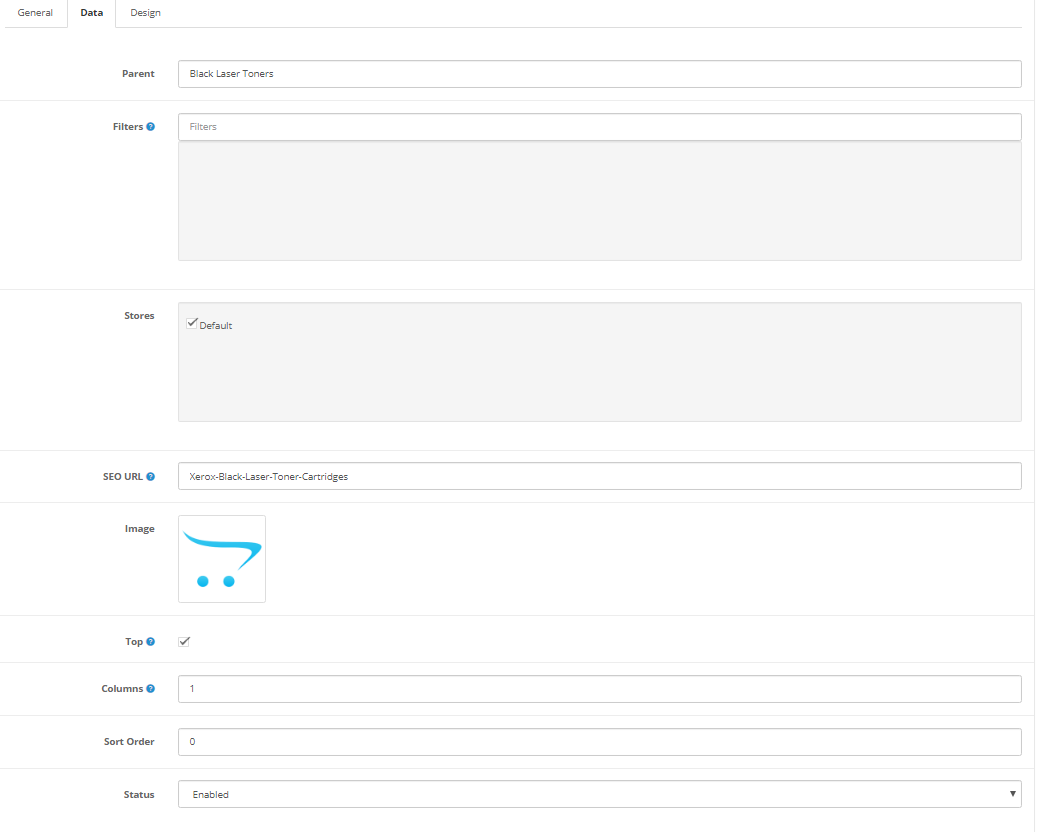 General Data Design
Parent Black Laser Toners
Filters Filters
Stores
Default
SEO URL Xerox-Black-Laser-Toner-Cartridges
Image
Top
Columns 1
Sort Order 0
Status Enabled